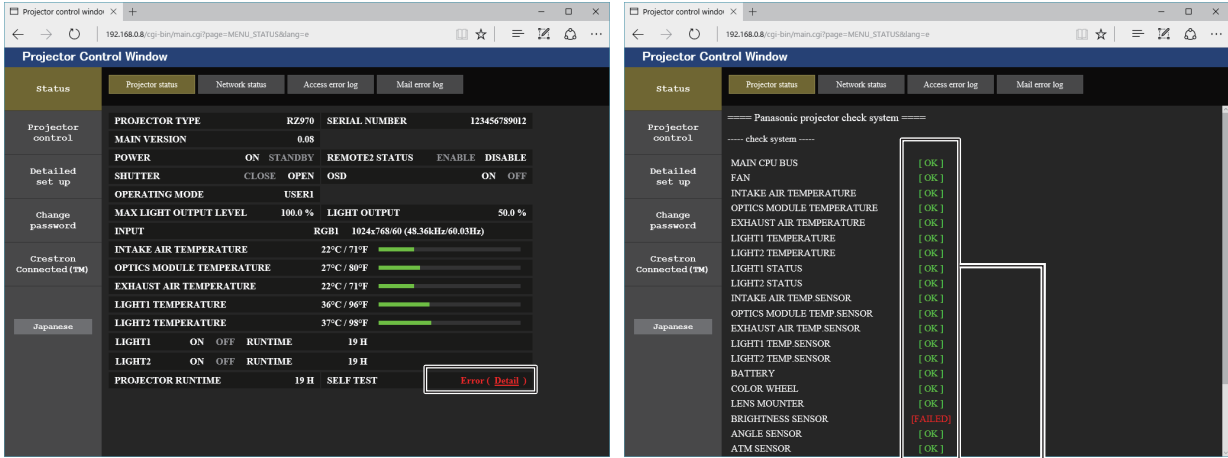 Projector control window
192.168.0.8/cgi-bin/main.cgi?page=MENU_STATUS&lang=e
Projector Control Window
Status
Projector status Network status Access error log Mail error log
Projector control
Detailed set up
Change password
Crestron Connected(TM)
Japanese
PROJECTOR TYPE RZ970 SERIAL NUMBER 123456789012
MAIN VERSION 0.08
POWER ON STANDBY REMOTE2 STATUS ENABLE DISABLE
SHUTTER CLOSE OPEN OSD ON OFF
OPERATING MODE USER1
MAX LIGHT OUTPUT LEVEL 100.0 % LIGHT OUTPUT 50.0 %
INPUT RGB1 1024x768/60 (48.36kHz/60.03Hz)
INTAKE AIR TEMPERATURE 22°C / 71°F
OPTICS MODULE TEMPERATURE 27°C / 80°F
EXHAUST AIR TEMPERATURE 22°C / 71°F
LIGHT1 TEMPERATURE 36°C / 96°F
LIGHT2 TEMPERATURE 37°C / 98°F
LIGHT1 ON OFF RUNTIME 19 H
LIGHT2 ON OFF RUNTIME 19 H
PROJECTOR RUNTIME 19 H SELF TEST Error ( Detail )
Projector control window
192.168.0.8/cgi-bin/main.cgi?page=MENU_STATUS&lang=e
Projector Control Window
Status
Projector status Network status Access error log Mail error log
Projector control
Detailed set up
Change password
Crestron Connected(TM)
Japanese
==== Panasonic projector check system ====
----- check system -----
MAIN CPU BUS [ OK ]
FAN [ OK ]
INTAKE AIR TEMPERATURE [ OK ]
OPTICS MODULE TEMPERATURE [ OK ]
EXHAUST AIR TEMPERATURE [ OK ]
LIGHT1 TEMPERATURE [ OK ]
LIGHT2 TEMPERATURE [ OK ]
LIGHT1 STATUS [ OK ]
LIGHT2 STATUS [ OK ]
INTAKE AIR TEMP.SENSOR [ OK ]
OPTICS MODULE TEMP.SENSOR [ OK ]
EXHAUST AIR TEMP.SENSOR [ OK ]
LIGHT1 TEMP.SENSOR [ OK ]
LIGHT2 TEMP.SENSOR [ OK ]
BATTERY [ OK ]
COLOR WHEEL [ OK ]
LENS MOUNTER [ OK ]
BRIGHTNESS SENSOR [FAILED]
ANGLE SENSOR [ OK ]
ATM SENSOR [ OK ]